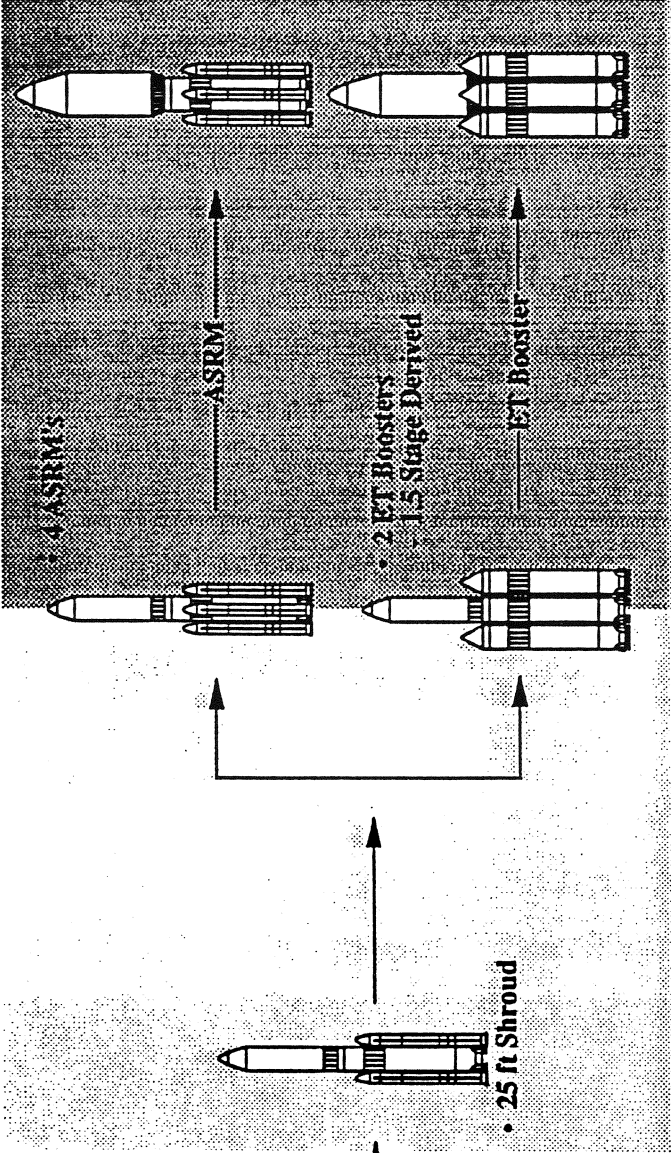 • 4 ASRM's
ASRM
• 2 ET Boosters
- 1.5 Stage Derived
ET Booster
• 25 ft Shroud